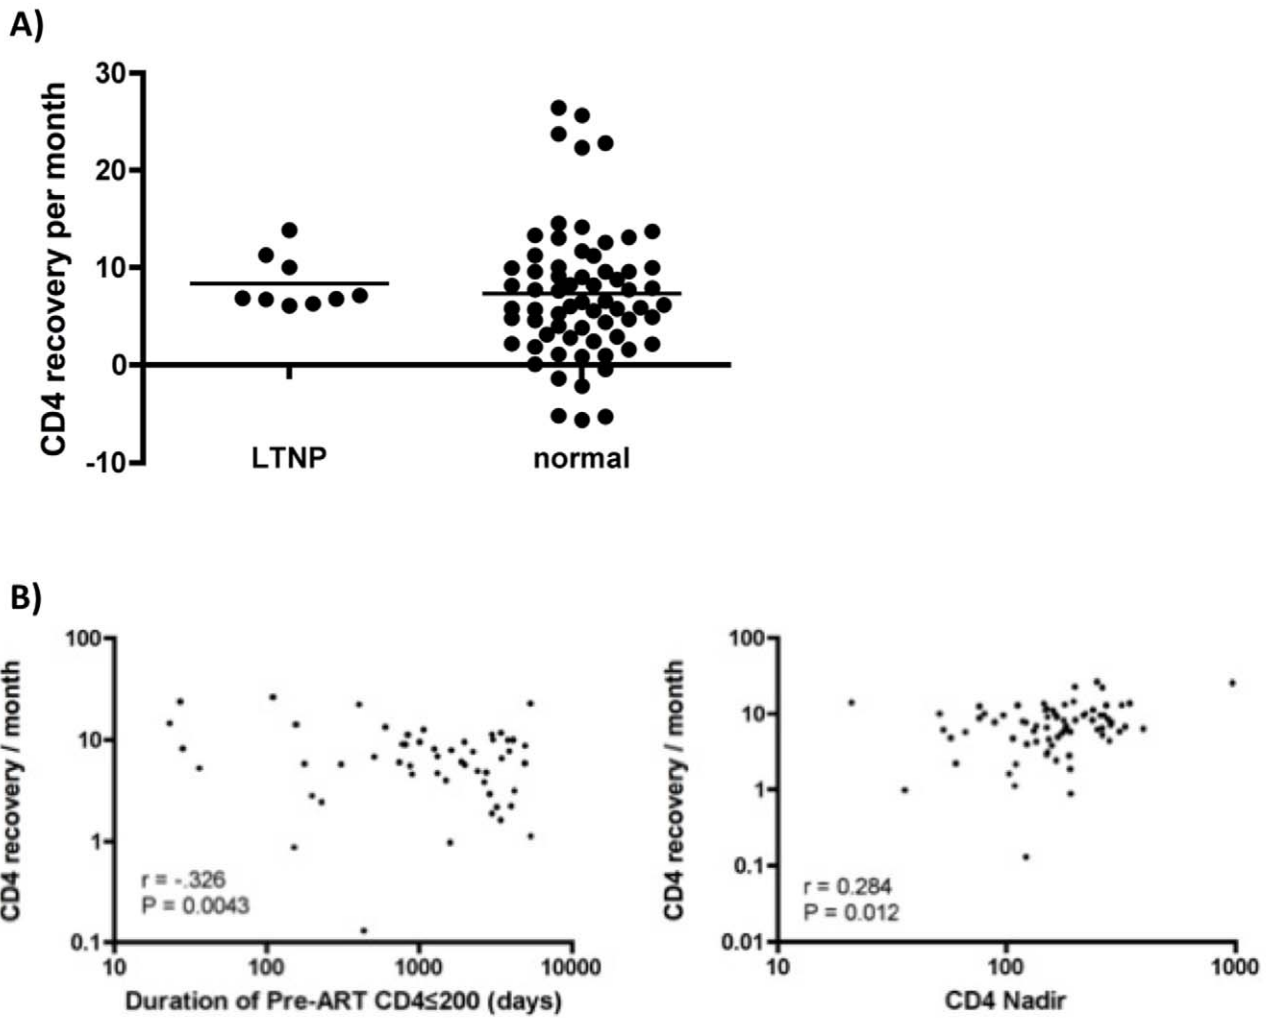 A)
CD4 recovery per month
30
20
10
0
-10
LTNP normal
B)
CD4 recovery / month
100
10
1
0.1
r = -.326
P = 0.0043
10 100 1000 10000
Duration of Pre-ART CD4≤200 (days)
CD4 recovery / month
100
10
1
0.1
0.01
r = 0.284
P = 0.012
10 100 1000
CD4 Nadir